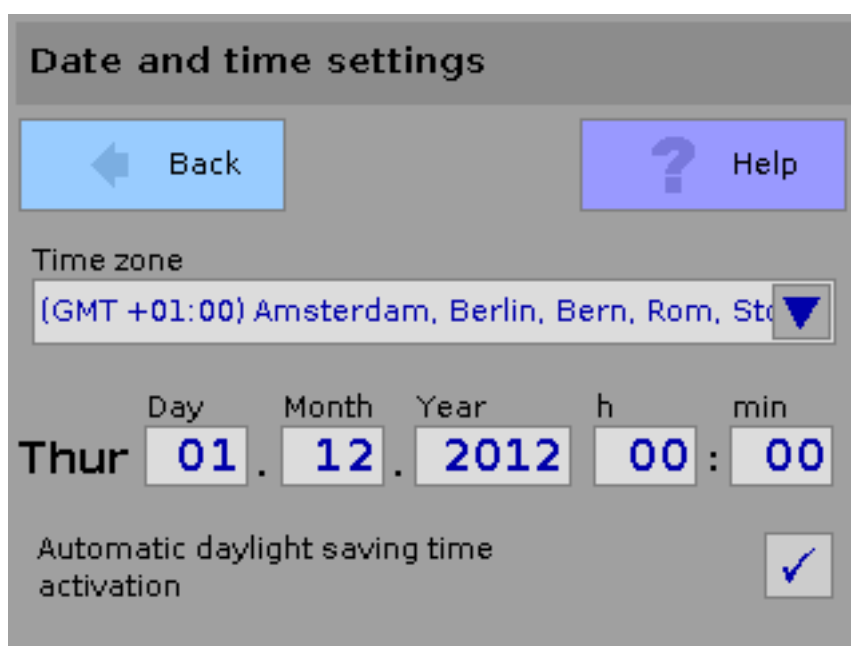 Date and time settings
Back
? Help
Time zone
(GMT +01:00) Amsterdam, Berlin, Bern, Rom,
Day Month Year h min
Thur 01 . 12 . 2012 00 : 00
Automatic daylight saving time
activation